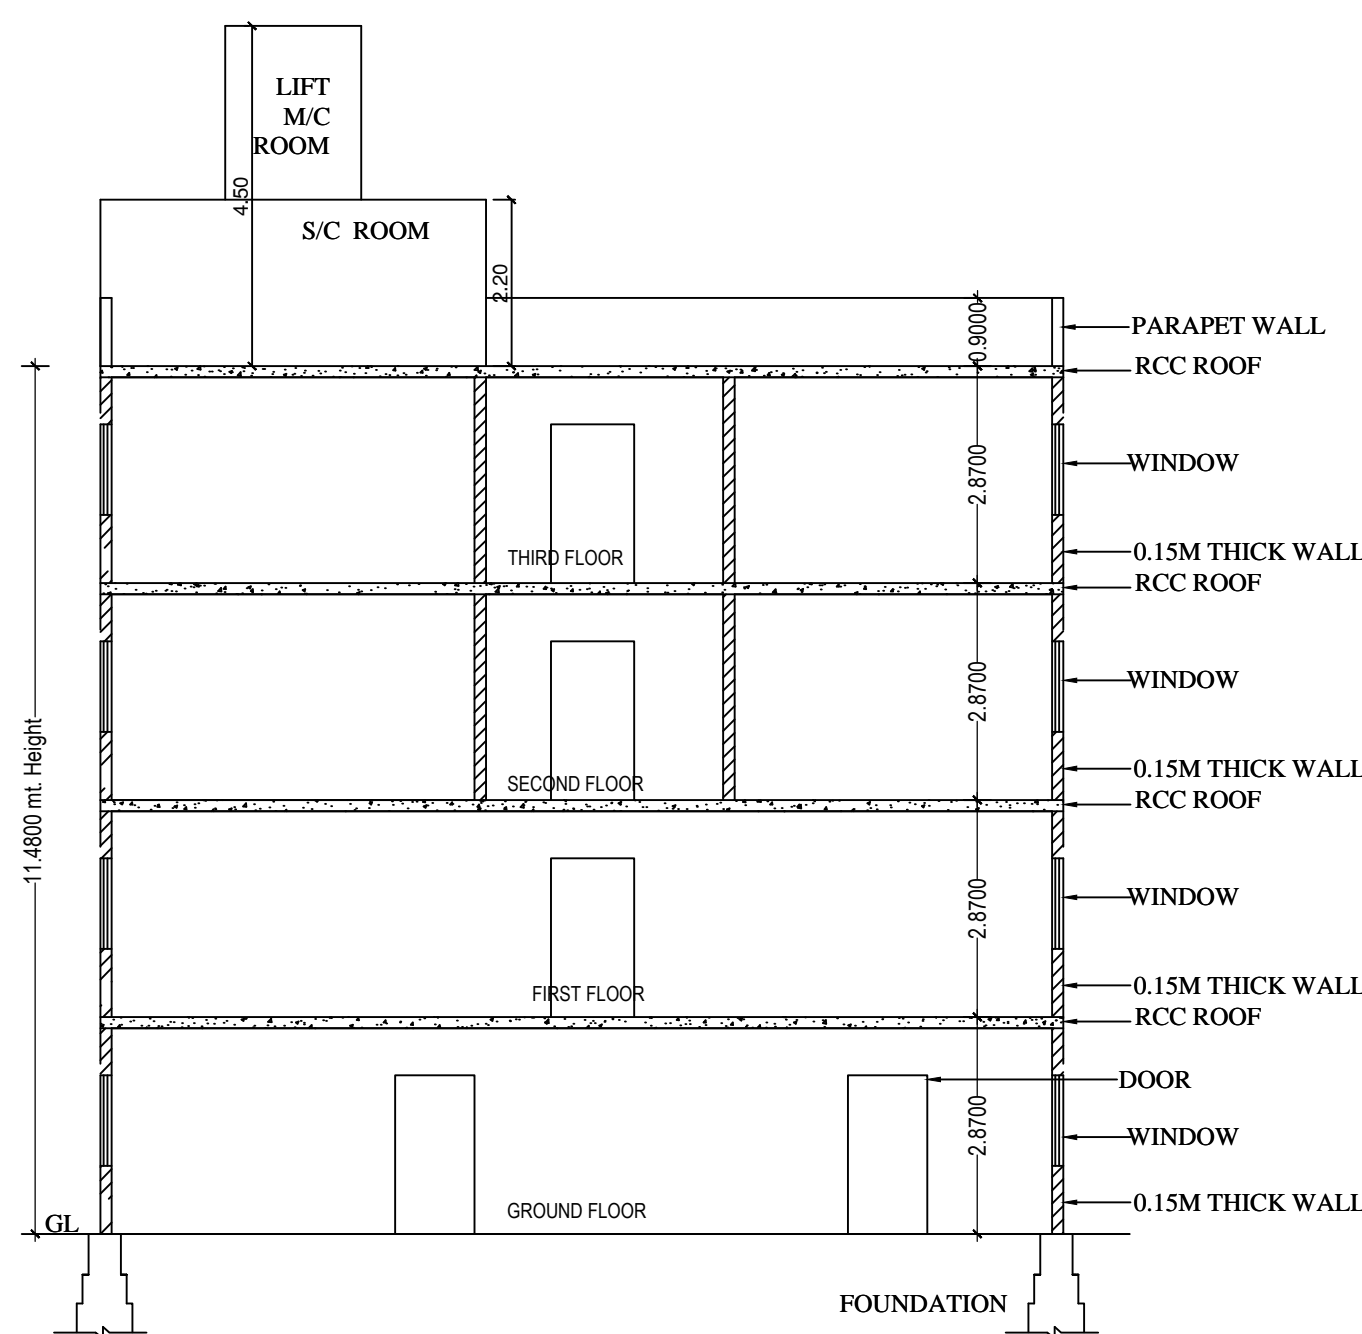 LIFT
M/C
ROOM
4.50
S/C ROOM
2.20
0.9000
PARAPET WALL
RCC ROOF
2.8700
WINDOW
THIRD FLOOR
0.15M THICK WALL
RCC ROOF
2.8700
WINDOW
11.4800 mt. Height
SECOND FLOOR
0.15M THICK WALL
RCC ROOF
2.8700
WINDOW
FIRST FLOOR
0.15M THICK WALL
RCC ROOF
DOOR
2.8700
WINDOW
GROUND FLOOR
0.15M THICK WALL
GL
FOUNDATION